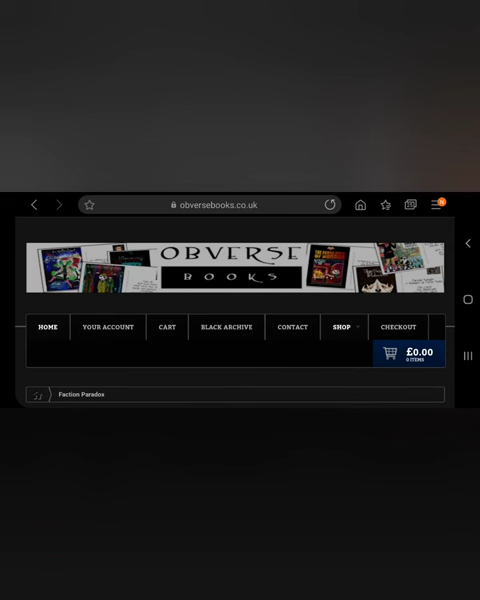 obversebooks.co.uk
N
OBVERSE
BOOKS
HOME YOUR ACCOUNT CART BLACK ARCHIVE CONTACT SHOP CHECKOUT
£0.00
0 ITEMS
Faction Paradox